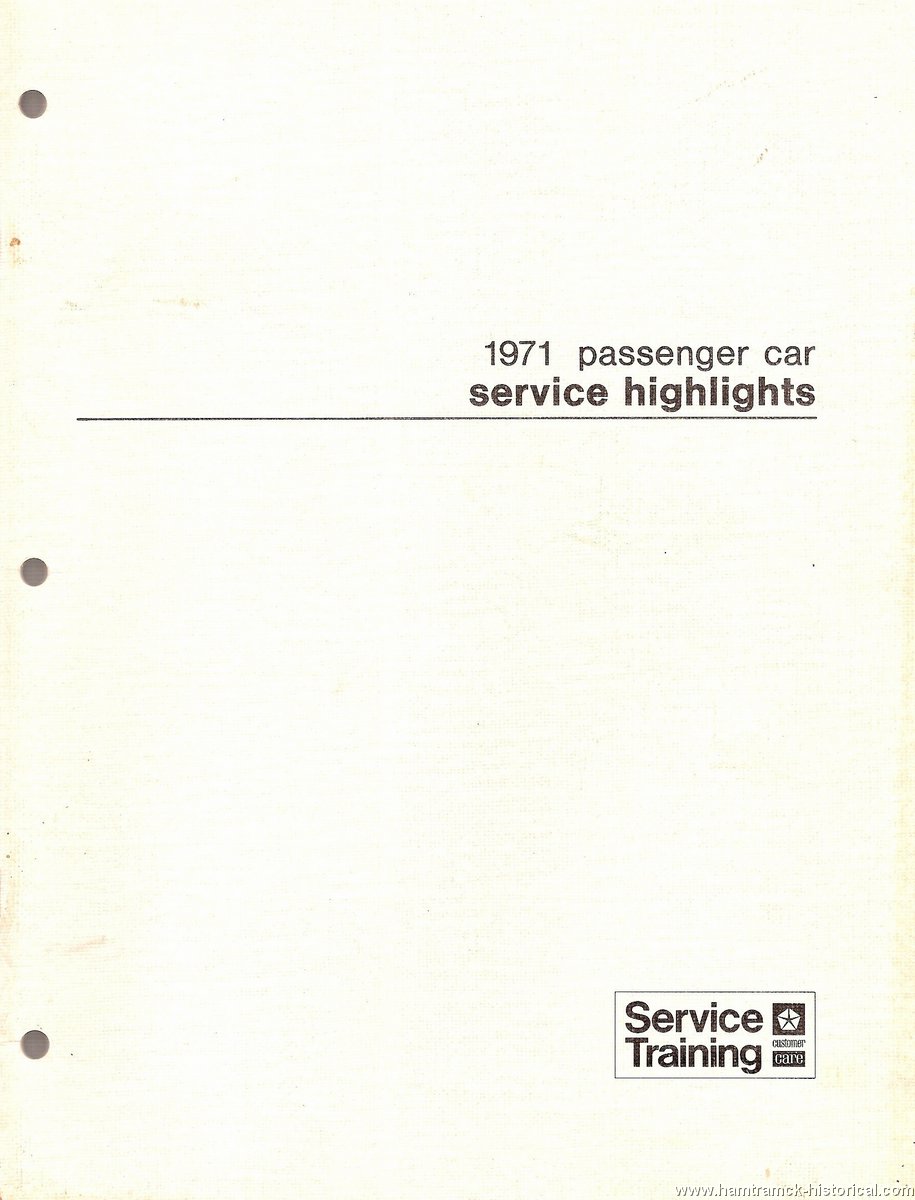 1971 passenger car
service highlights
Service
Training
customer
care
www.hamtramck-historical.com